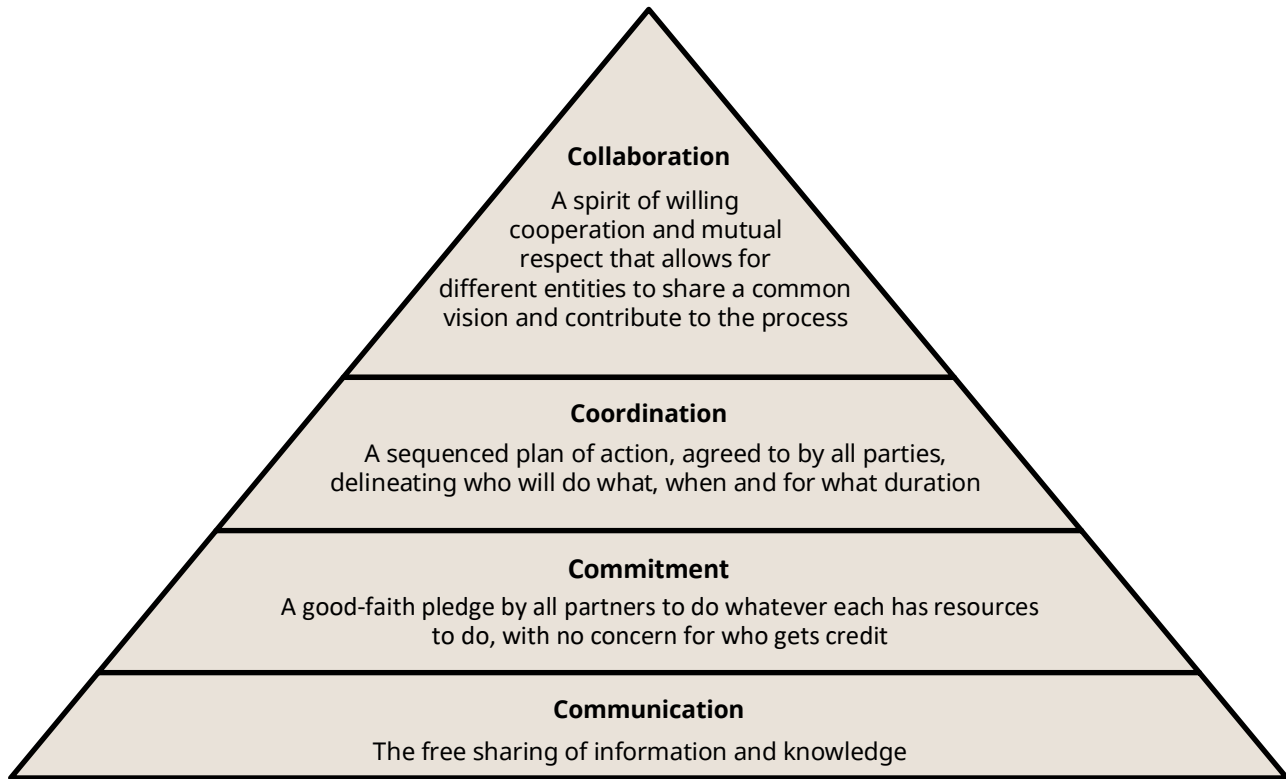 Collaboration
A spirit of willing
cooperation and mutual
respect that allows for
different entities to share a common
vision and contribute to the process
Coordination
A sequenced plan of action, agreed to by all parties,
delineating who will do what, when and for what duration
Commitment
A good-faith pledge by all partners to do whatever each has resources
to do, with no concern for who gets credit
Communication
The free sharing of information and knowledge